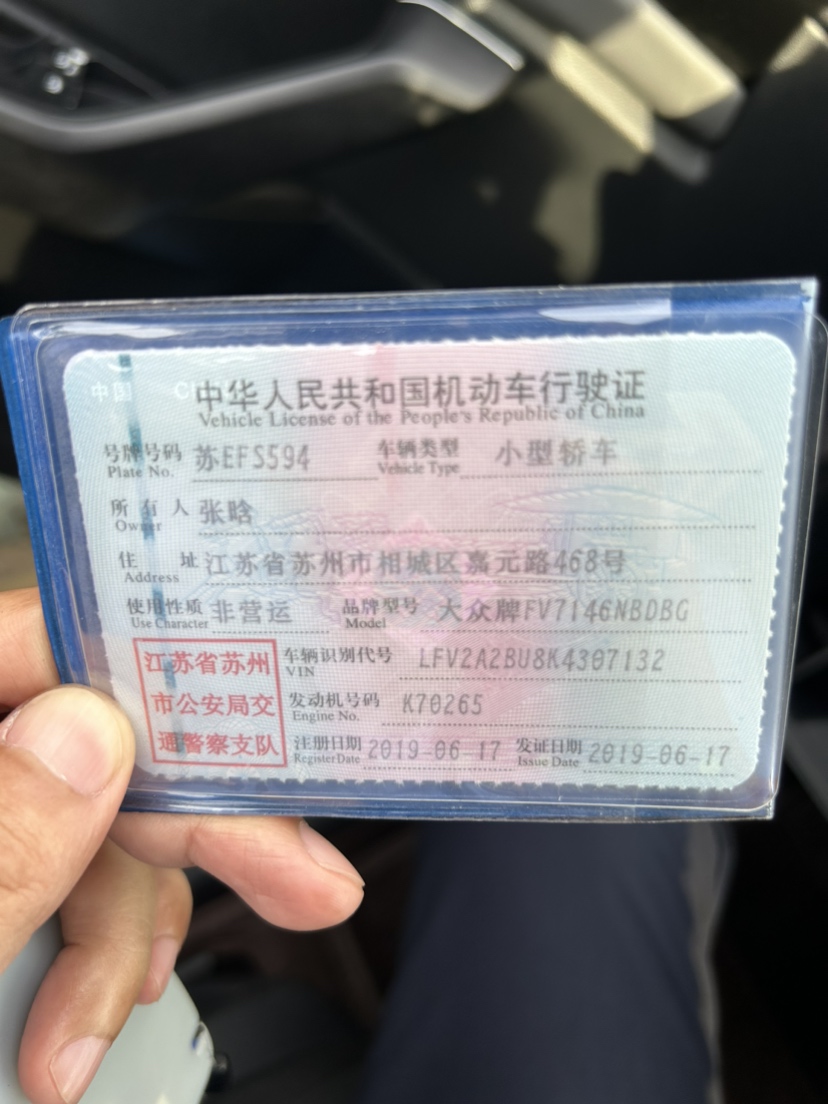 中国 C
中华人民共和国机动车行驶证
Vehicle License of the People's Republic of China
号牌号码 苏EFS594 车辆类型 小型轿车
Plate No. Vehicle Type
所有人 张晗
Owner
住址 江苏省苏州市相城区嘉元路468号
Address
使用性质 非营运 品牌型号 大众牌FV7146NBDBG
Use Character Model
江苏省苏州 车辆识别代号 LFV2A2BU8K4307132
VIN
市公安局交 发动机号码 K70265
Engine No.
通警察支队 注册日期 2019-06-17 发证日期 2019-06-17
Register Date Issue Date